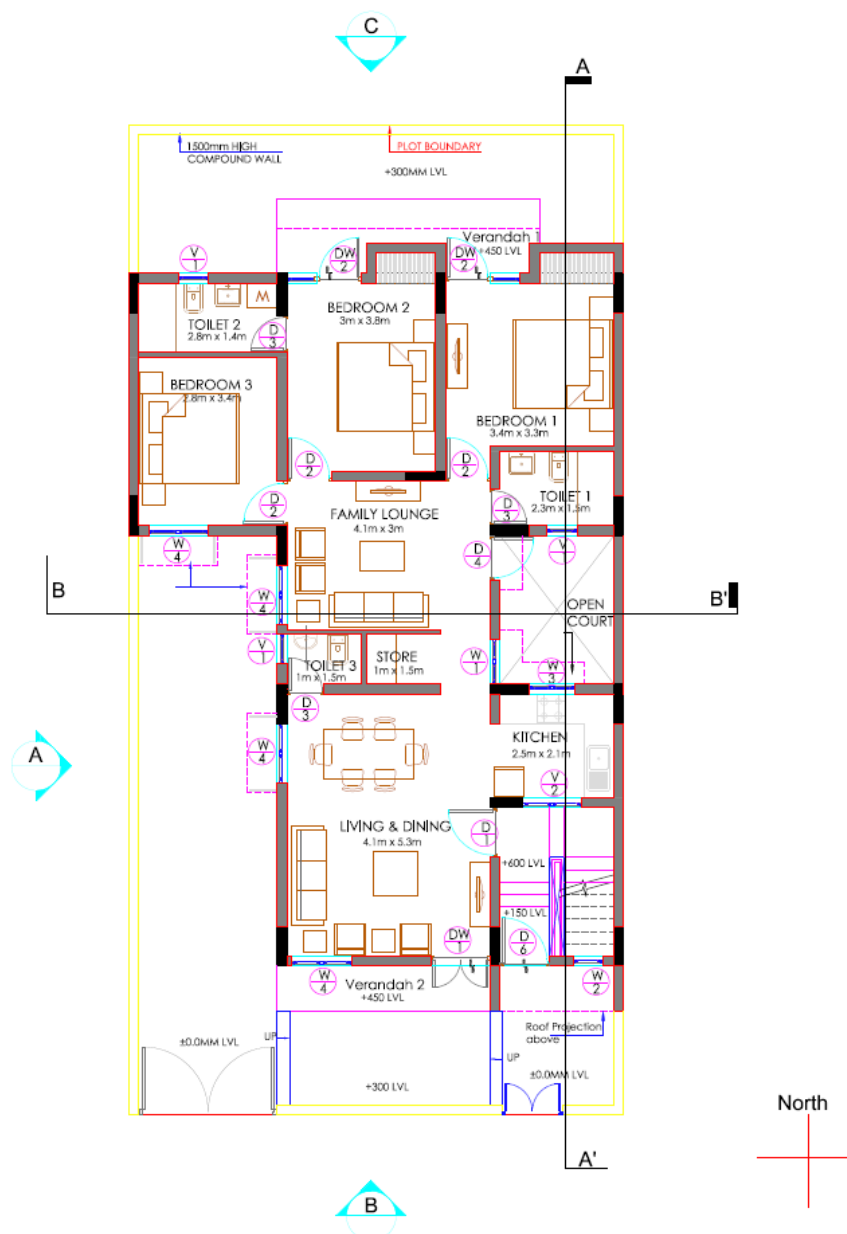 C
A
1500mm HIGH
COMPOUND WALL
PLOT BOUNDARY
+300MM LVL
Verandah 1
+450 LVL
V
1
DW
2
DW
2
BEDROOM 2
3m x 3.8m
W
TOILET 2
2.8m x 1.4m
D
3
BEDROOM 3
2.8m x 3.4m
BEDROOM 1
3.4m x 3.3m
D
2
D
2
D
2
TOILET 1
2.3m x 1.5m
D
3
FAMILY LOUNGE
4.1m x 3m
W
4
D
4
V
B
B'
W
4
OPEN
COURT
V
1
TOILET 3
1m x 1.5m
STORE
1m x 1.5m
W
1
W
3
D
3
KITCHEN
2.5m x 2.1m
W
4
A
V
2
LIVING & DINING
4.1m x 5.3m
D
1
+600 LVL
+150 LVL
DW
1
D
6
W
4
W
2
Verandah 2
+450 LVL
UP
Roof Projection
above
±0.0MM LVL
UP
+300 LVL
±0.0MM LVL
North
A'
B